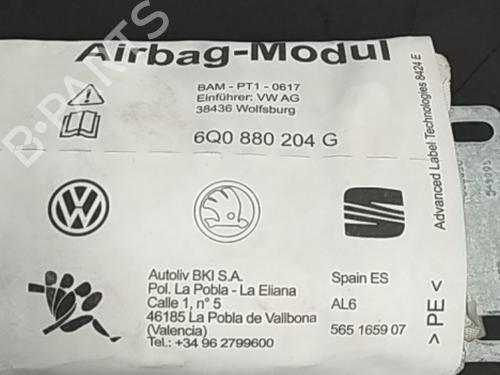 Airbag-Modul
BAM - PT1 - 0617
Einführer: VW AG
38436 Wolfsburg
6Q0 880 204 G
Autoliv BKI S.A.
Pol. La Pobla - La Eliana
Calle 1, n° 5
46185 La Pobla de Vallbona
(Valencia)
Tel.: +34 96 2799600
Spain ES
AL6
565 1659 07
Advanced Label Technologies 8424 E
> PE <
B-PARTS